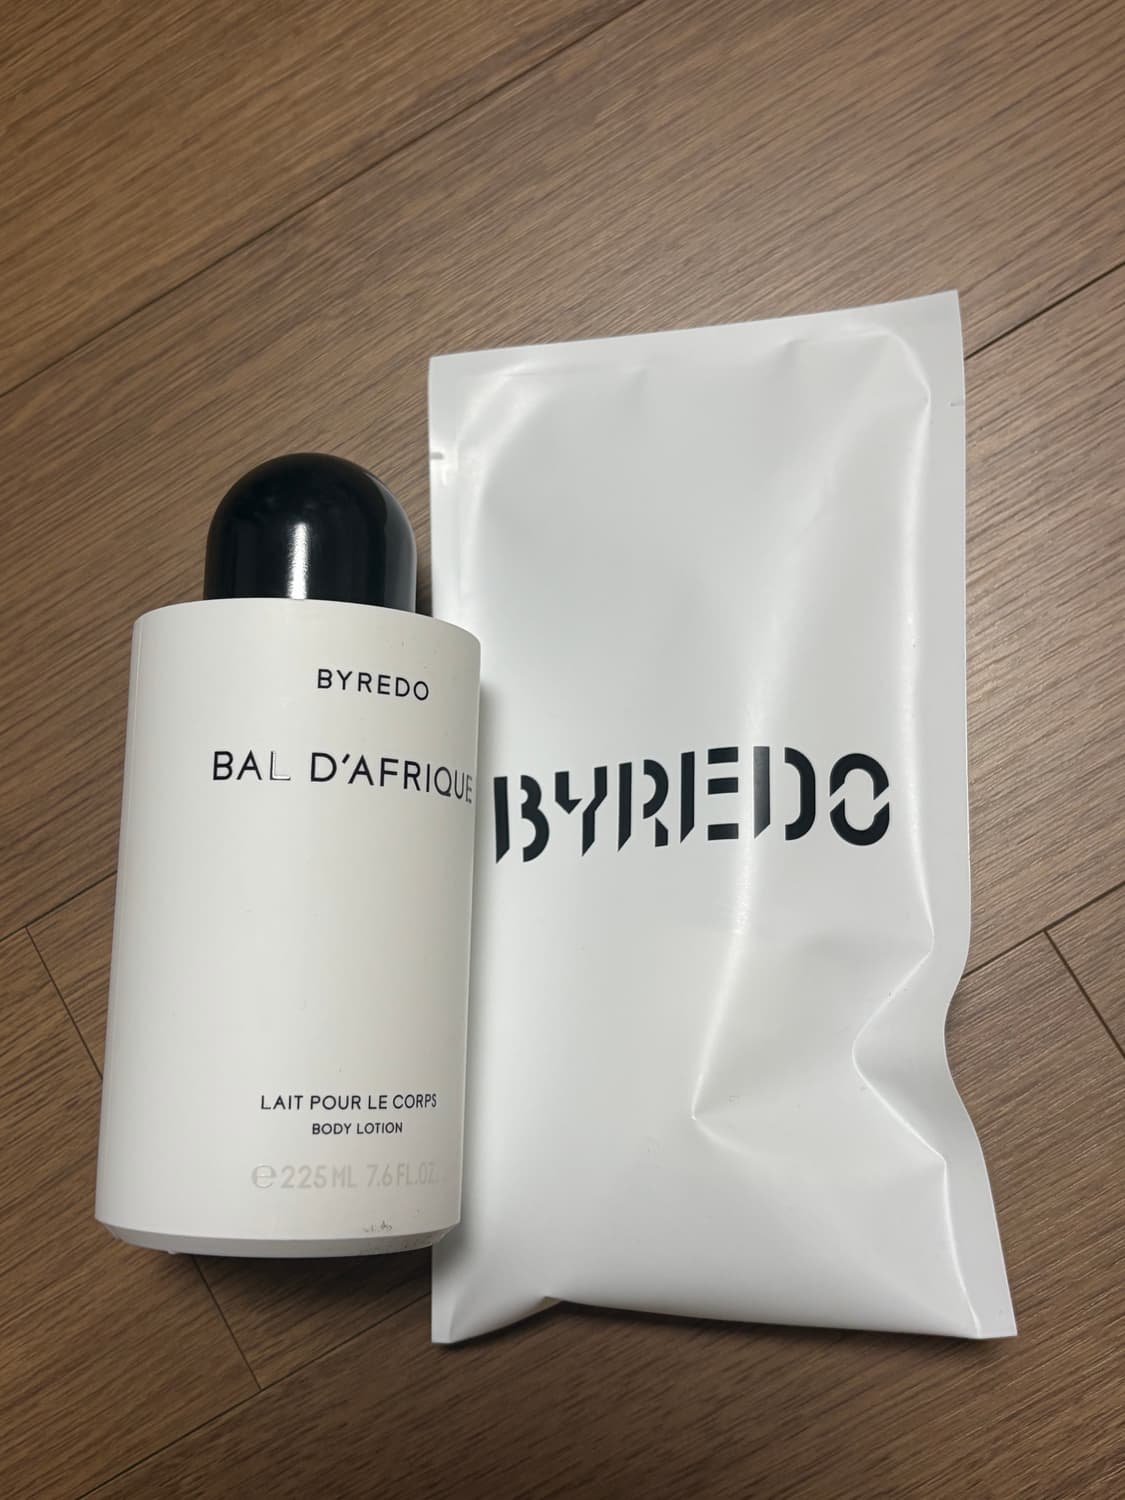 BYREDO
BAL D'AFRIQUE
LAIT POUR LE CORPS
BODY LOTION
℮ 225 ML 7.6 FL.OZ.
BYREDO